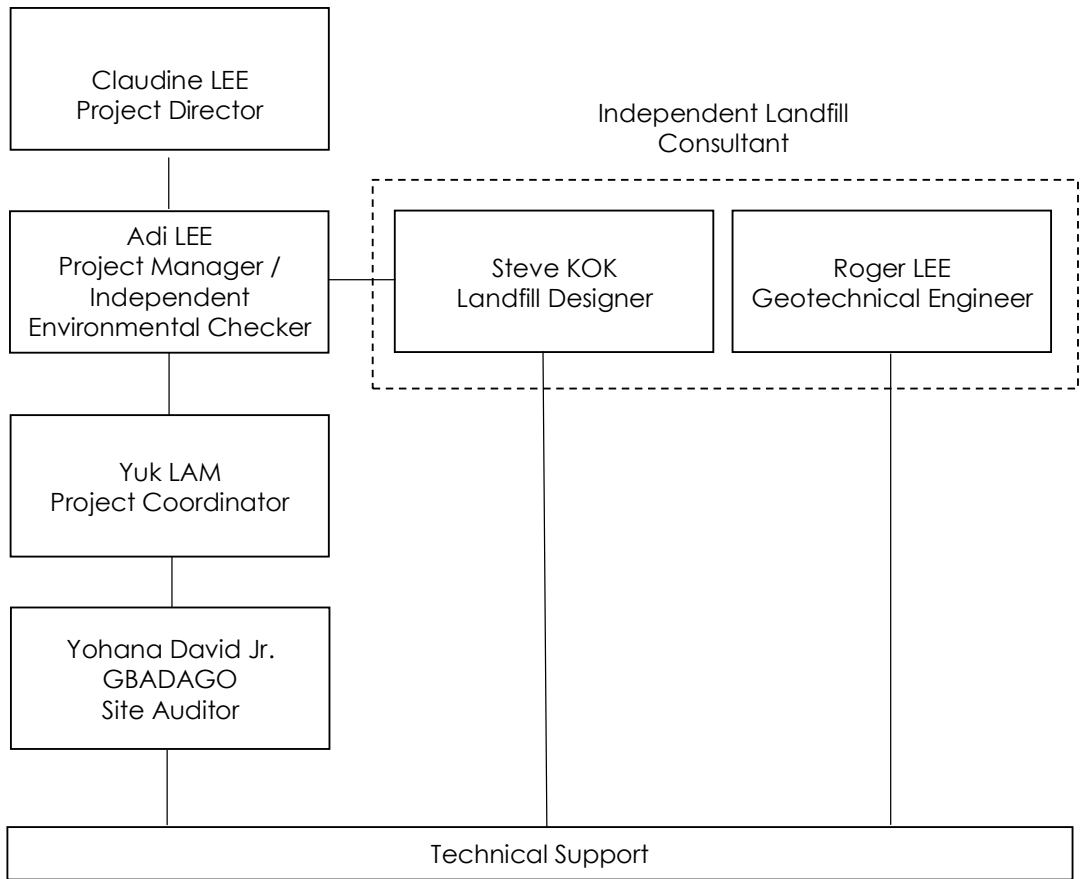 Claudine LEE
Project Director
Independent Landfill
Consultant
Adi LEE
Project Manager /
Independent
Environmental Checker
Steve KOK
Landfill Designer
Roger LEE
Geotechnical Engineer
Yuk LAM
Project Coordinator
Yohana David Jr.
GBADAGO
Site Auditor
Technical Support